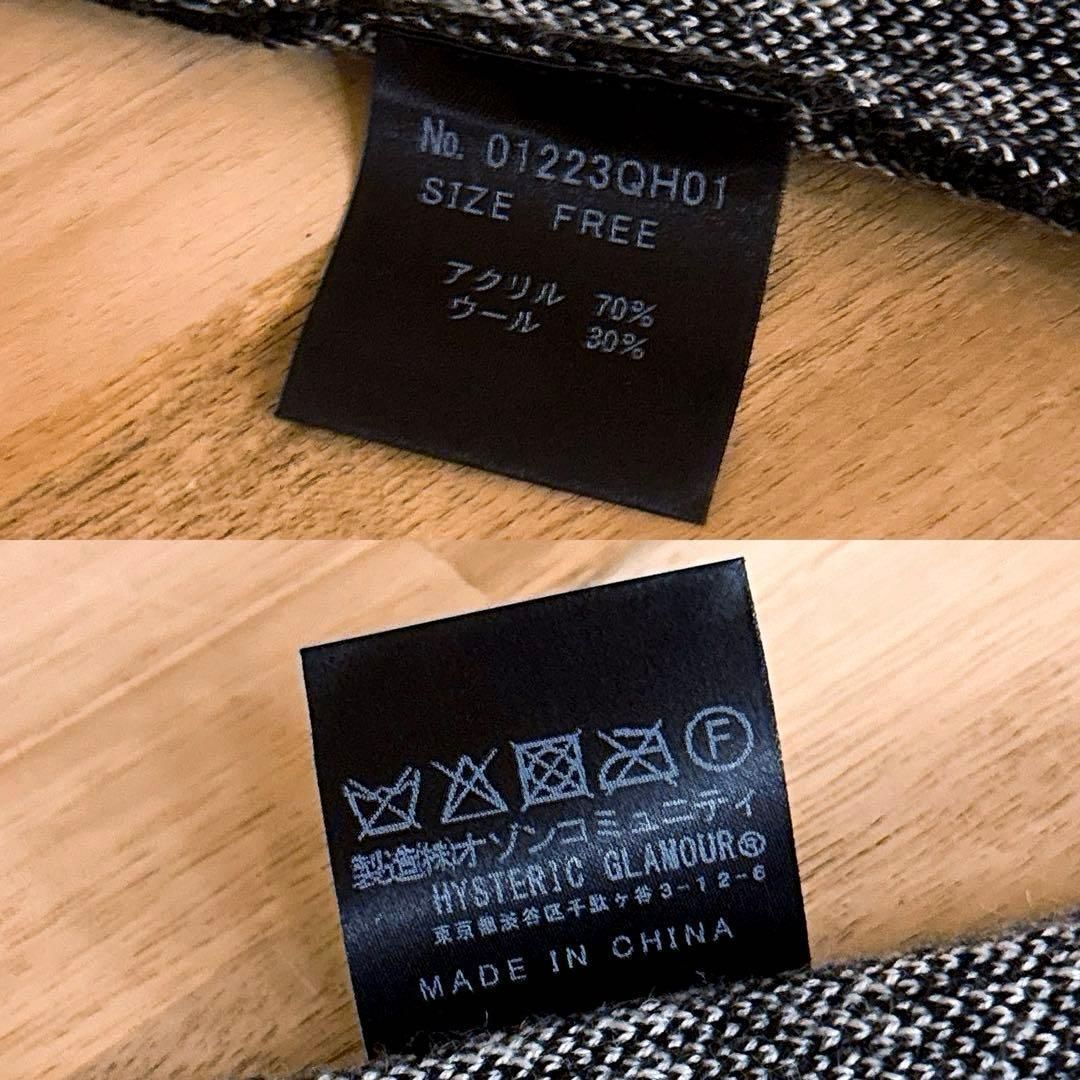 № 01223QH01
SIZE FREE
アクリル 70%
ウール 30%
F
製造㈱オゾンコミュニティ
HYSTERIC GLAMOUR®
東京都渋谷区千駄ケ谷3-12-6
MADE IN CHINA